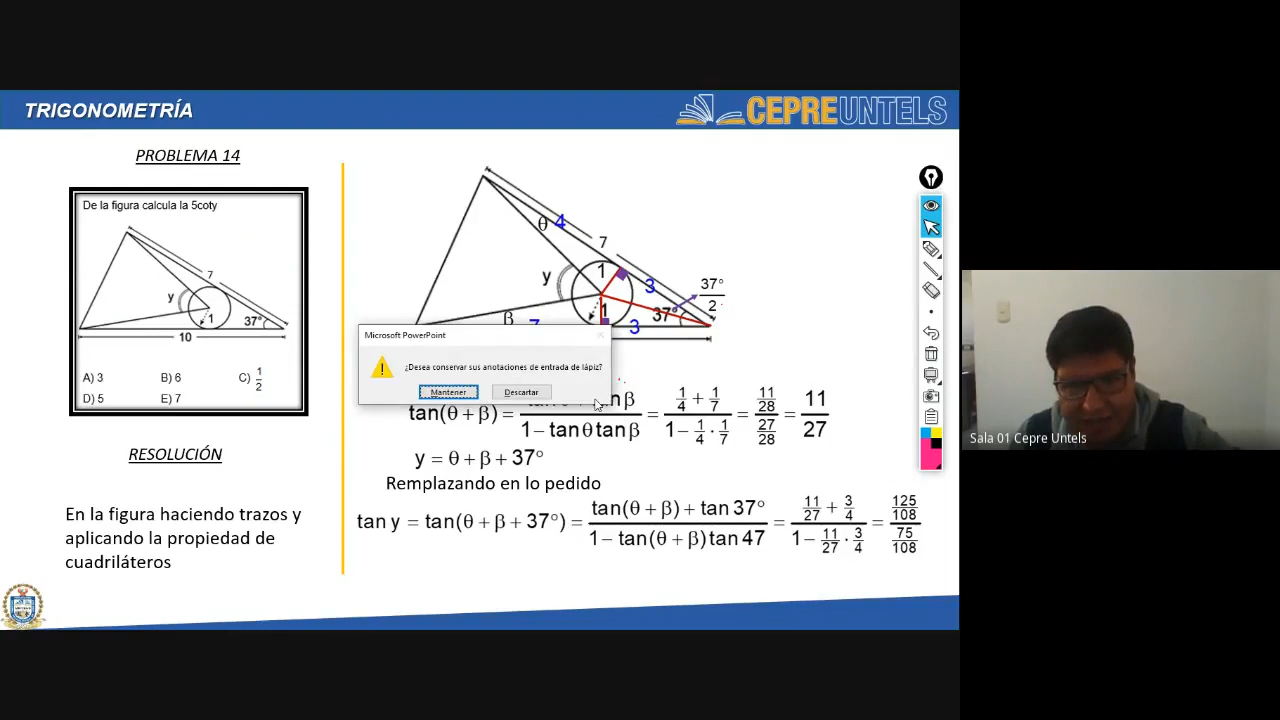 TRIGONOMETRÍA
CEPREUNTELS
PROBLEMA 14
De la figura calcula la 5coty
7
y
1
37°
10
A) 3
B) 6
C) 1/2
D) 5
E) 7
RESOLUCIÓN
En la figura haciendo trazos y
aplicando la propiedad de
cuadriláteros
θ
4
7
y
1
3
37°/2
1
37°
β
3
Microsoft PowerPoint
¿Desea conservar sus anotaciones de entrada de lápiz?
Mantener
Descartar
tan(θ + β) = / 1 − tan θ tan β = (1/4 + 1/7) / (1 − 1/4 · 1/7) = (11/28) / (27/28) = 11/27
y = θ + β + 37°
Remplazando en lo pedido
tan y = tan(θ + β + 37°) = (tan(θ + β) + tan 37°) / (1 − tan(θ + β) tan 47) = (11/27 + 3/4) / (1 − 11/27 · 3/4) = (125/108) / (75/108)
Sala 01 Cepre Untels